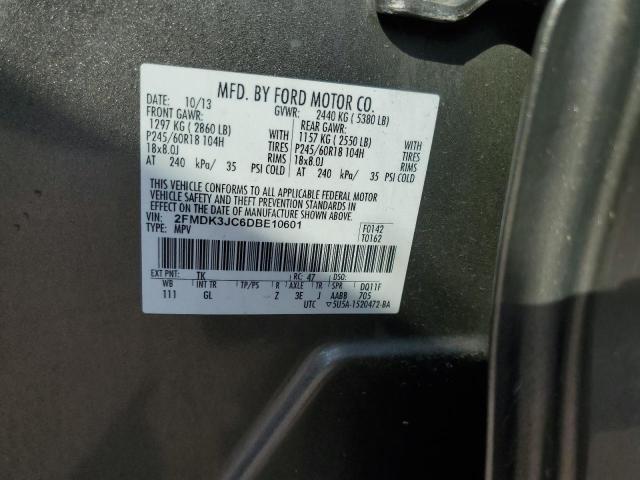 MFD. BY FORD MOTOR CO.
DATE: 10/13 GVWR: 2440 KG ( 5380 LB)
FRONT GAWR: REAR GAWR:
1297 KG ( 2860 LB) WITH 1157 KG ( 2550 LB) WITH
P245/60R18 104H TIRES P245/60R18 104H TIRES
18x8.0J RIMS 18x8.0J RIMS
AT 240 kPa/ 35 PSI COLD AT 240 kPa/ 35 PSI COLD
THIS VEHICLE CONFORMS TO ALL APPLICABLE FEDERAL MOTOR
VEHICLE SAFETY AND THEFT PREVENTION STANDARDS IN EFFECT
ON THE DATE OF MANUFACTURE SHOWN ABOVE.
VIN: 2FMDK3JC6DBE10601 F0142
TYPE: MPV T0162
EXT PNT: TK RC: 47 DSO:
WB INT TR TP/PS R AXLE TR SPR DQ11F
111 GL Z 3E J AABB 705
UTC ▽5U5A-1520472-BA